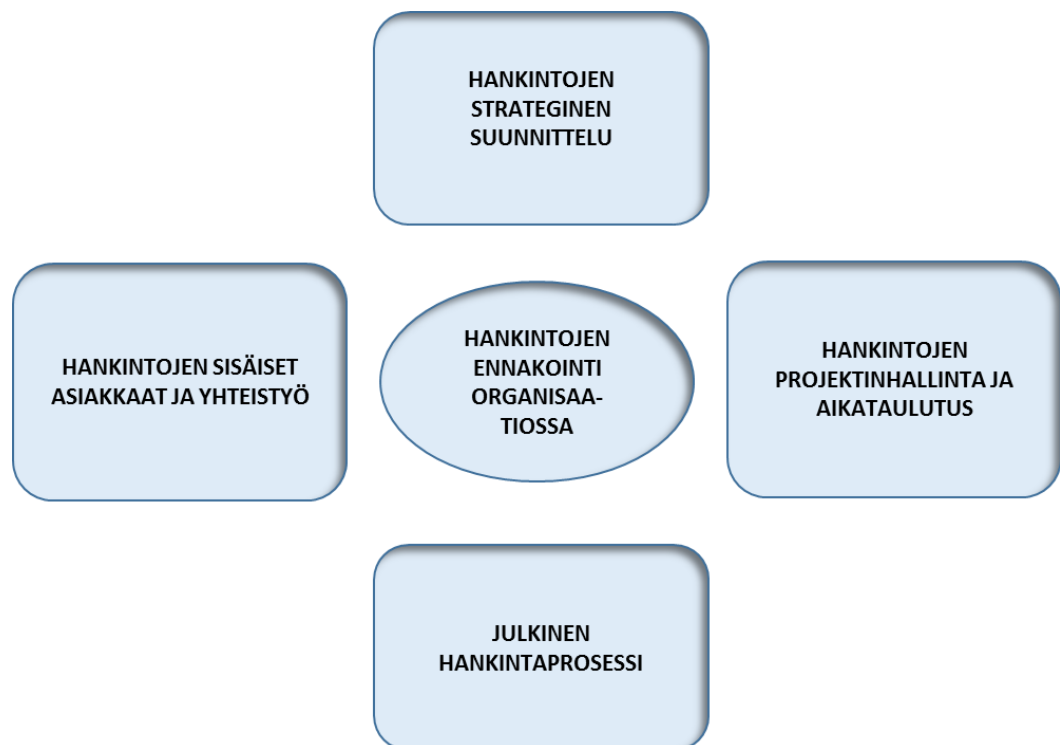 HANKINTOJEN
STRATEGINEN
SUUNNITTELU
HANKINTOJEN SISÄISET
ASIAKKAAT JA YHTEISTYÖ
HANKINTOJEN
ENNAKOINTI
ORGANISAA-
TIOSSA
HANKINTOJEN
PROJEKTINHALLINTA JA
AIKATAULUTUS
JULKINEN
HANKINTAPROSESSI